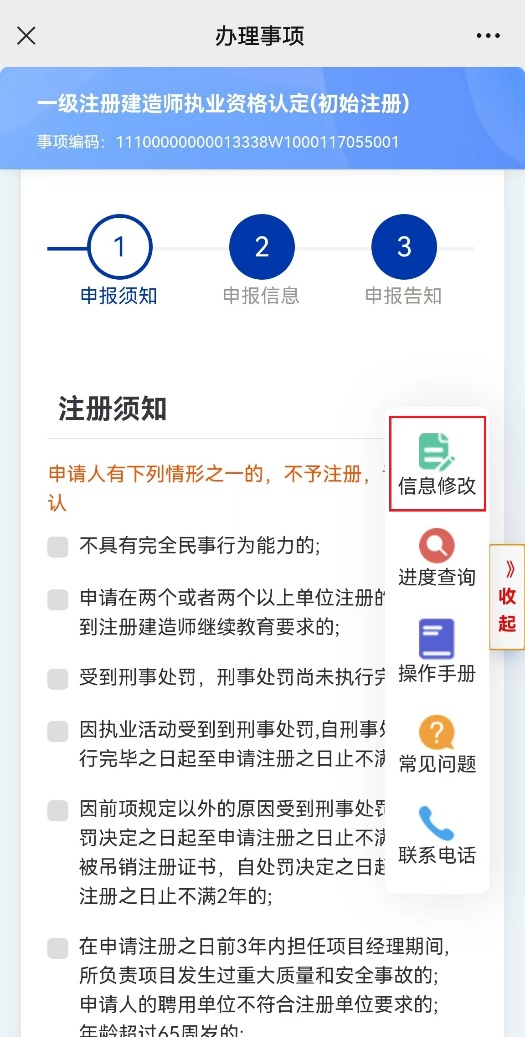 办理事项
一级注册建造师执业资格认定(初始注册)
事项编码：11100000000013338W1000117055001
1
2
3
申报须知
申报信息
申报告知
注册须知
申请人有下列情形之一的，不予注册，
认
不具有完全民事行为能力的;
申请在两个或者两个以上单位注册的
到注册建造师继续教育要求的;
受到刑事处罚，刑事处罚尚未执行完
因执业活动受到到刑事处罚,自刑事处
行完毕之日起至申请注册之日止不满
因前项规定以外的原因受到刑事处罚
罚决定之日起至申请注册之日止不满
被吊销注册证书，自处罚决定之日起
注册之日止不满2年的;
在申请注册之日前3年内担任项目经理期间,
所负责项目发生过重大质量和安全事故的;
申请人的聘用单位不符合注册单位要求的;
年龄超过65周岁的;
信息修改
进度查询
操作手册
常见问题
联系电话
》
收
起